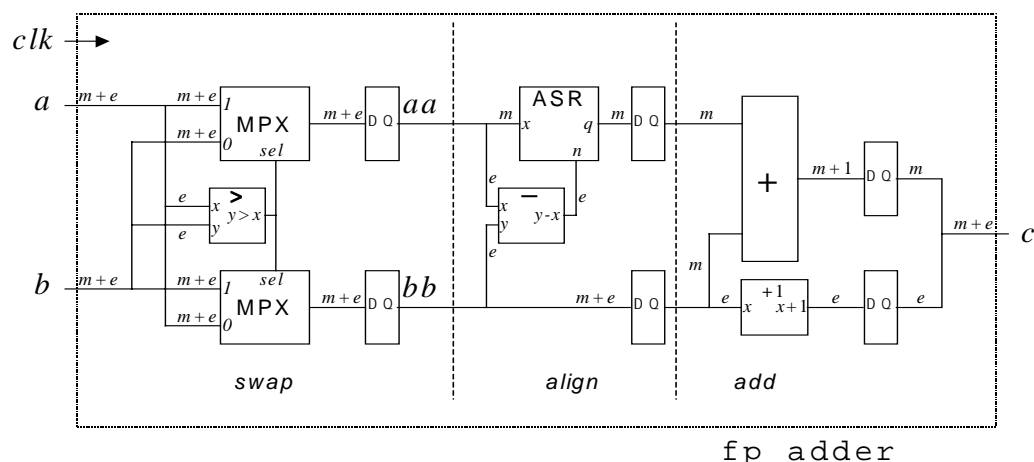 clk
a
m+e
m+e
1
0
m+e
MPX
sel
m+e
D Q
aa
e
e
x
y
>
y>x
b
m+e
m+e
m+e
1
0
sel
MPX
m+e
D Q
bb
swap
m
x
ASR
q
n
m
D Q
e
e
x
y
−
y-x
e
m+e
D Q
align
m
m
+
m+1
D Q
m
e
x
+1
x+1
e
D Q
e
m+e
c
add
fp adder